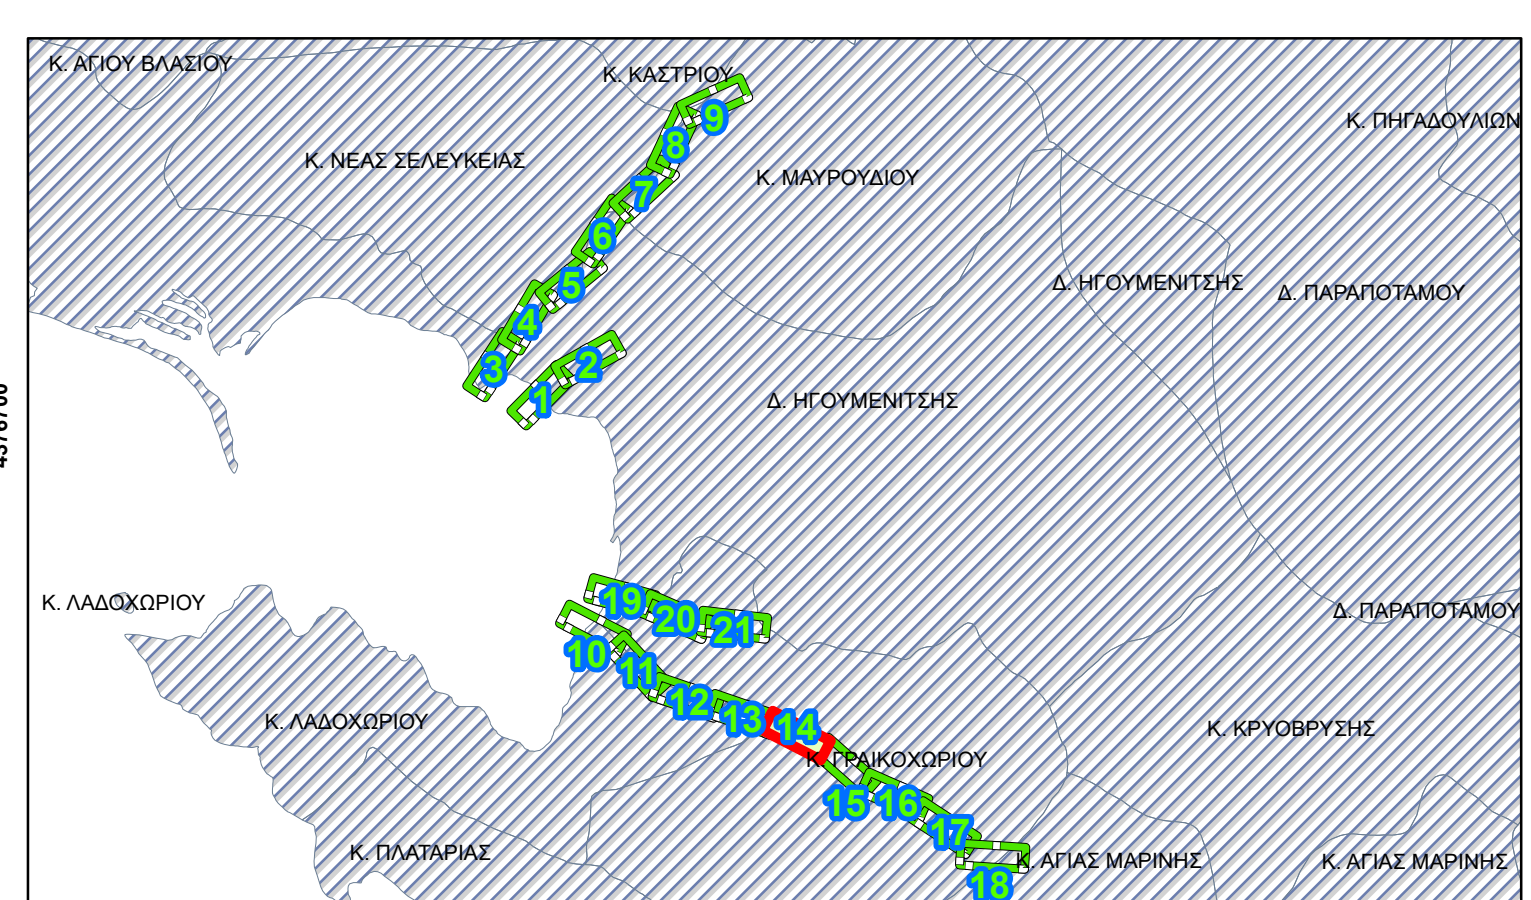 Κ. ΑΓΙΟΥ ΒΛΑΣΙΟΥ
Κ. ΚΑΣΤΡΙΟΥ
9
Κ. ΠΗΓΑΔΟΥΛΙΩΝ
8
Κ. ΝΕΑΣ ΣΕΛΕΥΚΕΙΑΣ
Κ. ΜΑΥΡΟΥΔΙΟΥ
7
6
Δ. ΗΓΟΥΜΕΝΙΤΣΗΣ
5
Δ. ΠΑΡΑΠΟΤΑΜΟΥ
4
3
2
1
Δ. ΗΓΟΥΜΕΝΙΤΣΗΣ
Κ. ΛΑΔΟΧΩΡΙΟΥ
19
Δ. ΠΑΡΑΠΟΤΑΜΟΥ
20
21
10
11
12
Κ. ΛΑΔΟΧΩΡΙΟΥ
13
14
Κ. ΚΡΥΟΒΡΥΣΗΣ
Κ. ΓΡΑΙΚΟΧΩΡΙΟΥ
15
16
17
Κ. ΠΛΑΤΑΡΙΑΣ
Κ. ΑΓΙΑΣ ΜΑΡΙΝΗΣ
Κ. ΑΓΙΑΣ ΜΑΡΙΝΗΣ
18